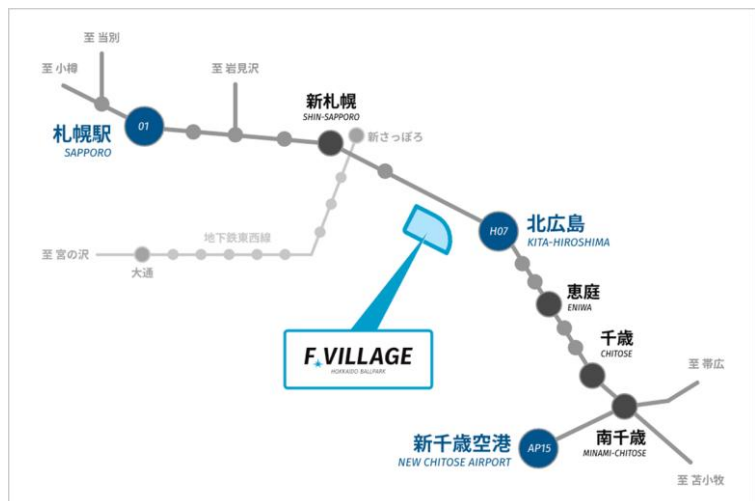 至 当別
至 小樽
至 岩見沢
新札幌
SHIN-SAPPORO
01
札幌駅
SAPPORO
新さっぽろ
H07
北広島
KITA-HIROSHIMA
地下鉄東西線
至 宮の沢
大通
恵庭
ENIWA
千歳
CHITOSE
F VILLAGE
HOKKAIDO BALLPARK
至 帯広
新千歳空港
NEW CHITOSE AIRPORT
AP15
南千歳
MINAMI-CHITOSE
至 苫小牧